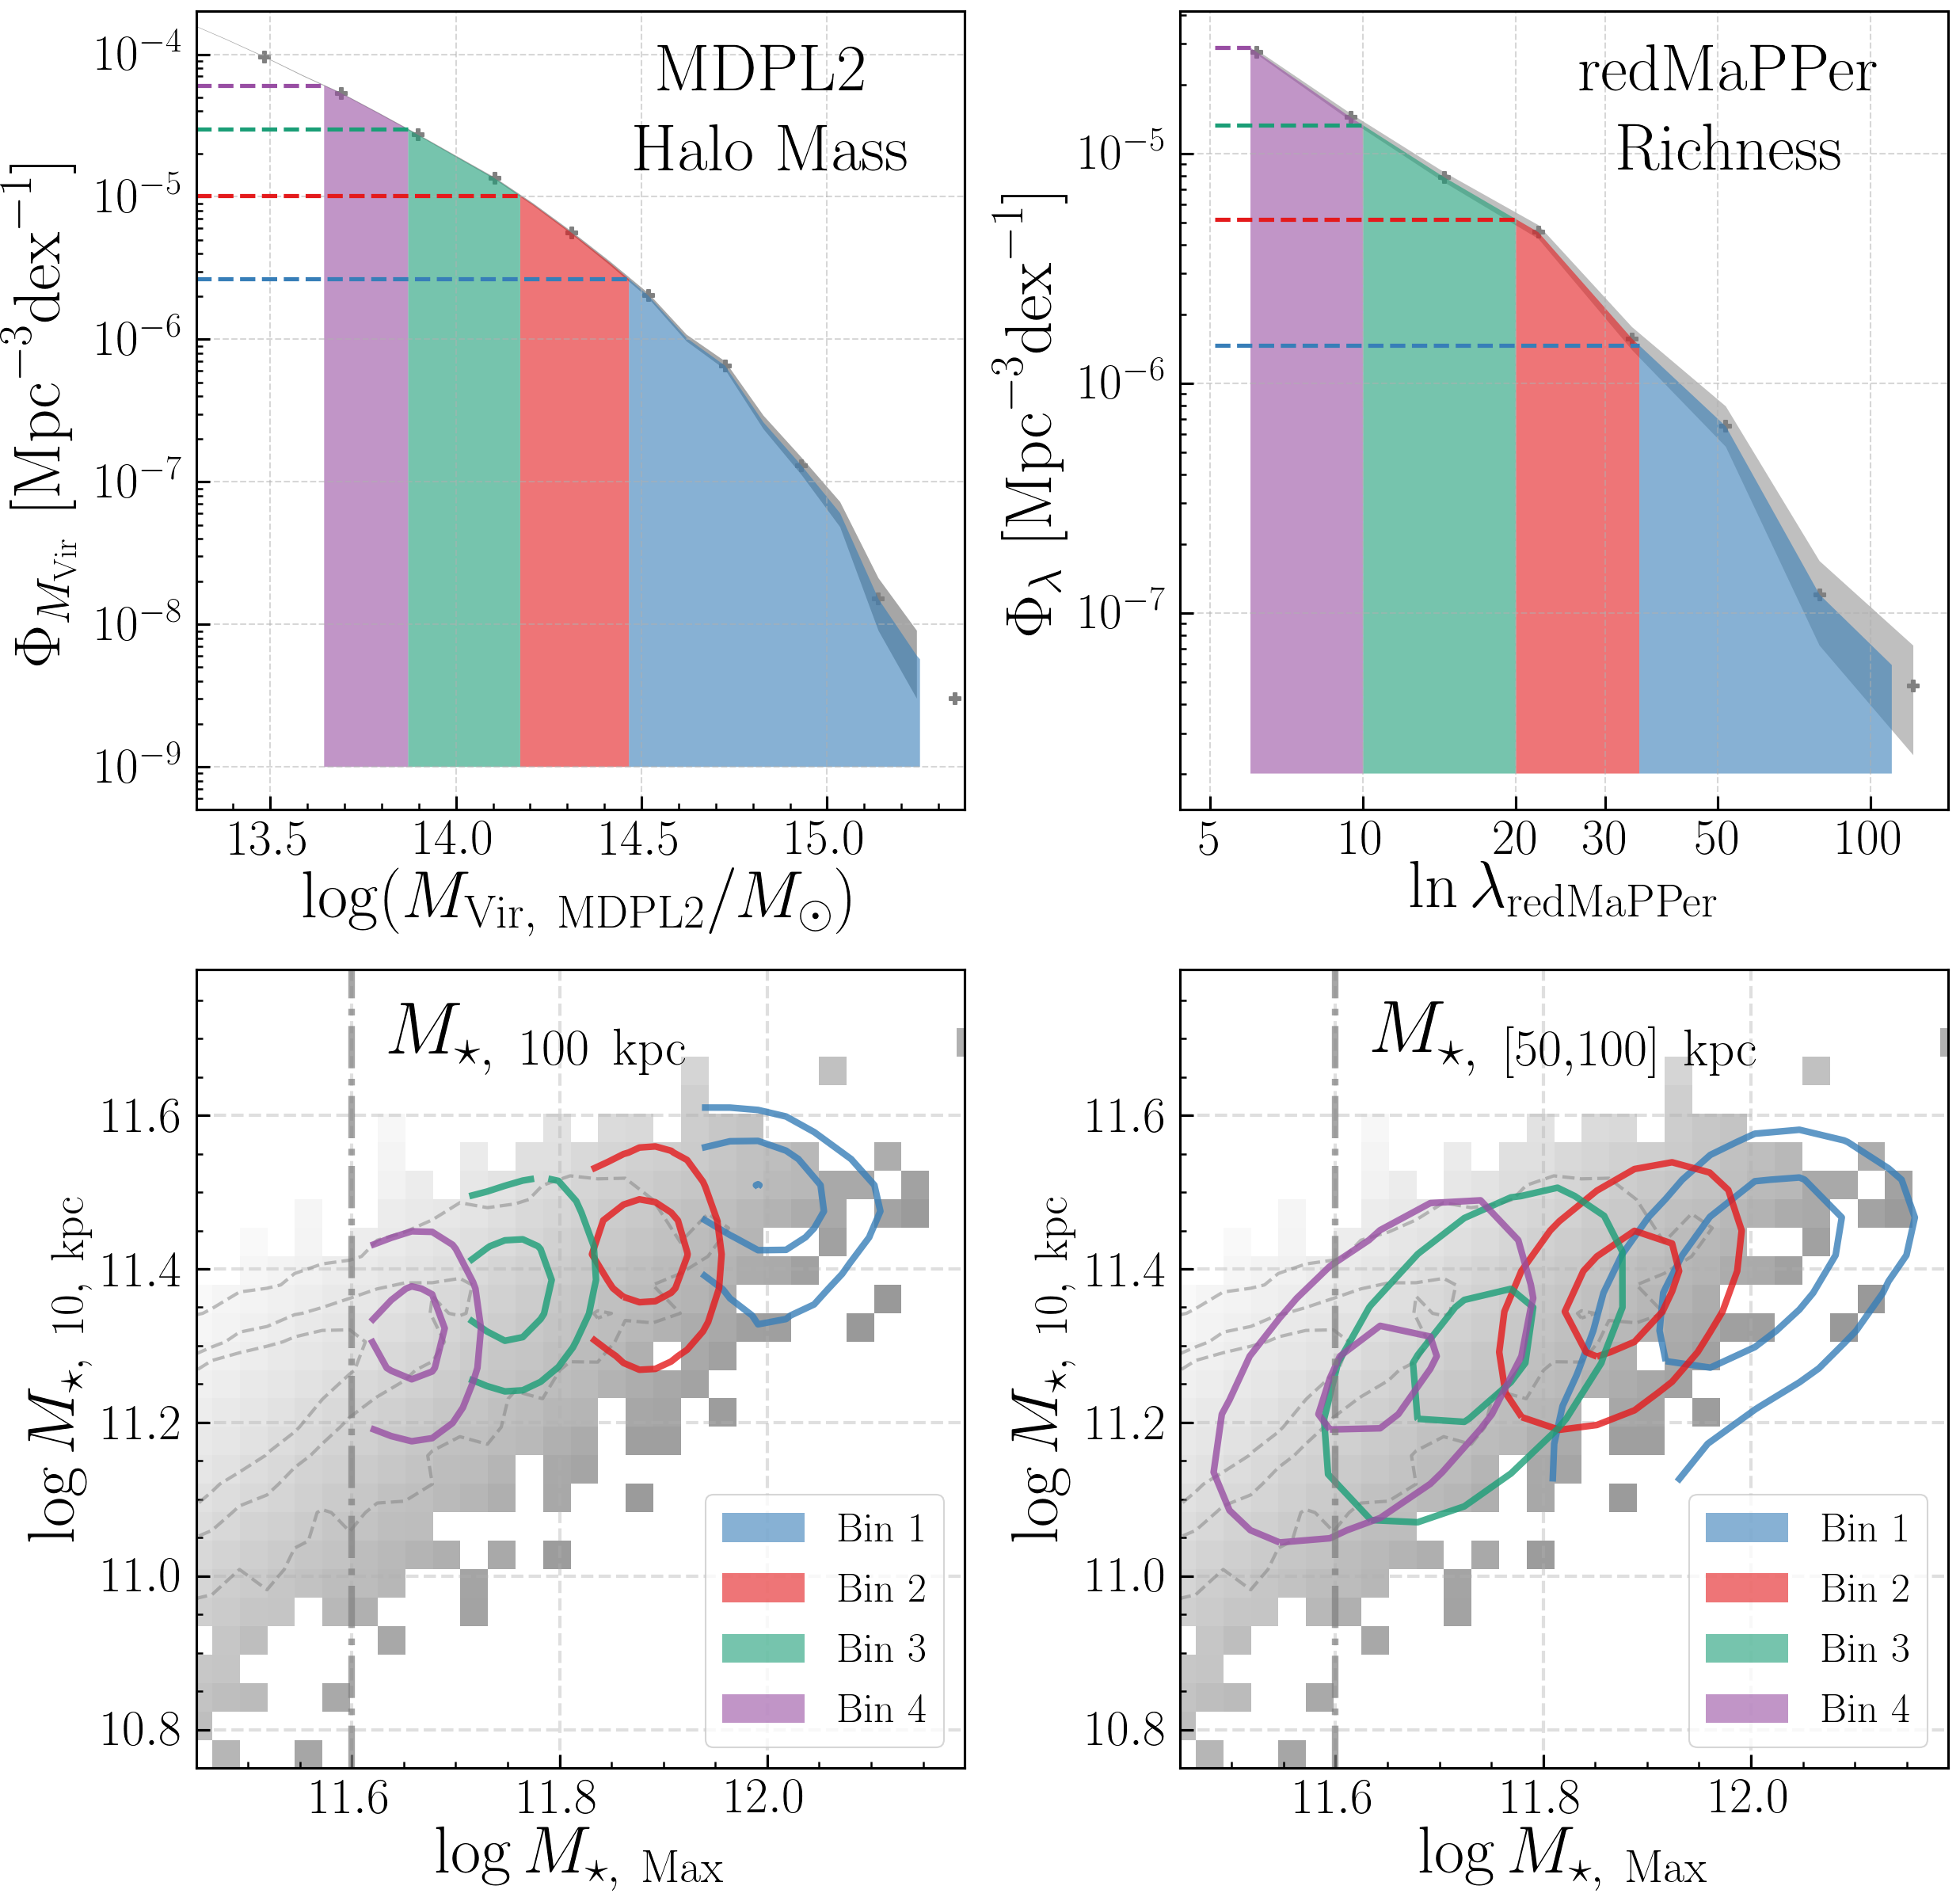 MDPL2
Halo Mass
10⁻⁴
10⁻⁵
10⁻⁶
10⁻⁷
10⁻⁸
10⁻⁹
Φ_{M_Vir} [Mpc⁻³dex⁻¹]
13.5 14.0 14.5 15.0
log(M_{Vir, MDPL2}/M_⊙)
redMaPPer
Richness
10⁻⁵
10⁻⁶
10⁻⁷
Φ_λ [Mpc⁻³dex⁻¹]
5 10 20 30 50 100
ln λ_{redMaPPer}
M_{⋆, 100 kpc}
11.6
11.4
11.2
11.0
10.8
log M_{⋆, 10, kpc}
Bin 1
Bin 2
Bin 3
Bin 4
11.6 11.8 12.0
log M_{⋆, Max}
M_{⋆, [50,100] kpc}
11.6
11.4
11.2
11.0
10.8
log M_{⋆, 10, kpc}
Bin 1
Bin 2
Bin 3
Bin 4
11.6 11.8 12.0
log M_{⋆, Max}